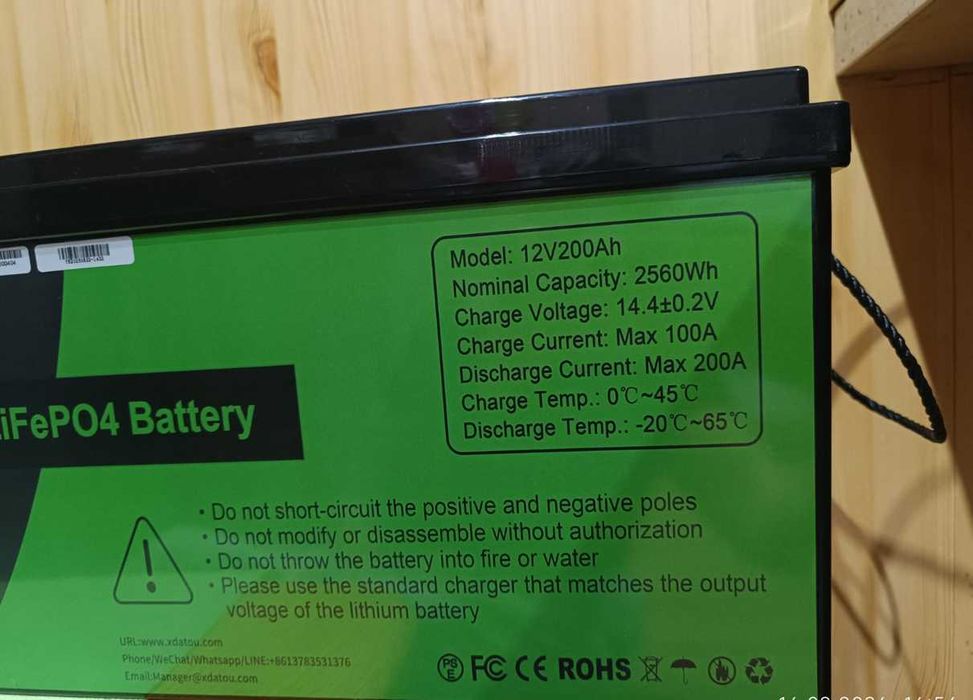 Model: 12V200Ah
Nominal Capacity: 2560Wh
Charge Voltage: 14.4±0.2V
Charge Current: Max 100A
Discharge Current: Max 200A
Charge Temp.: 0℃~45℃
Discharge Temp.: -20℃~65℃
iFePO4 Battery
• Do not short-circuit the positive and negative poles
• Do not modify or disassemble without authorization
• Do not throw the battery into fire or water
• Please use the standard charger that matches the output
voltage of the lithium battery
URL:www.xdatou.com
Phone/WeChat/Whatsapp/LINE:+8613783531376
Email:Manager@xdatou.com
PSE FC CE ROHS